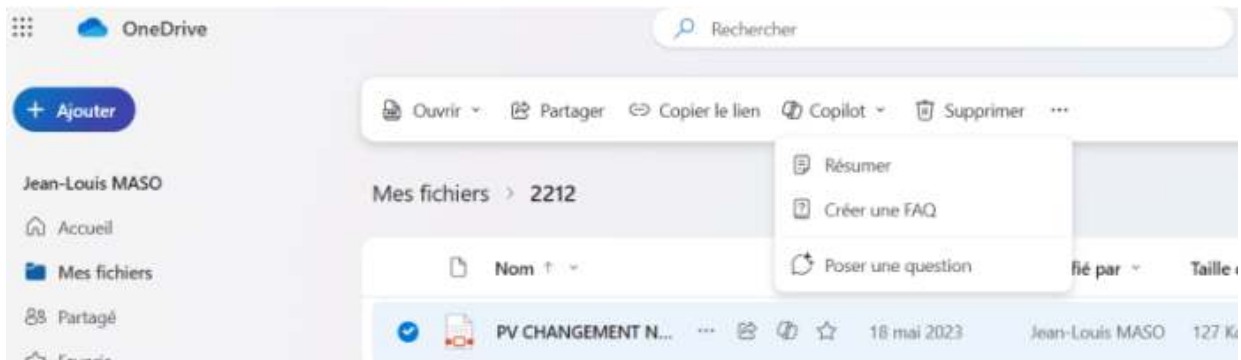 OneDrive
Rechercher
+ Ajouter
Ouvrir Partager Copier le lien Copilot Supprimer ...
Résumer
Jean-Louis MASO
Mes fichiers > 2212
Créer une FAQ
Accueil
Mes fichiers
Nom ↑
Poser une question
fié par
Taille
Partagé
PV CHANGEMENT N... ... 18 mai 2023 Jean-Louis MASO 127